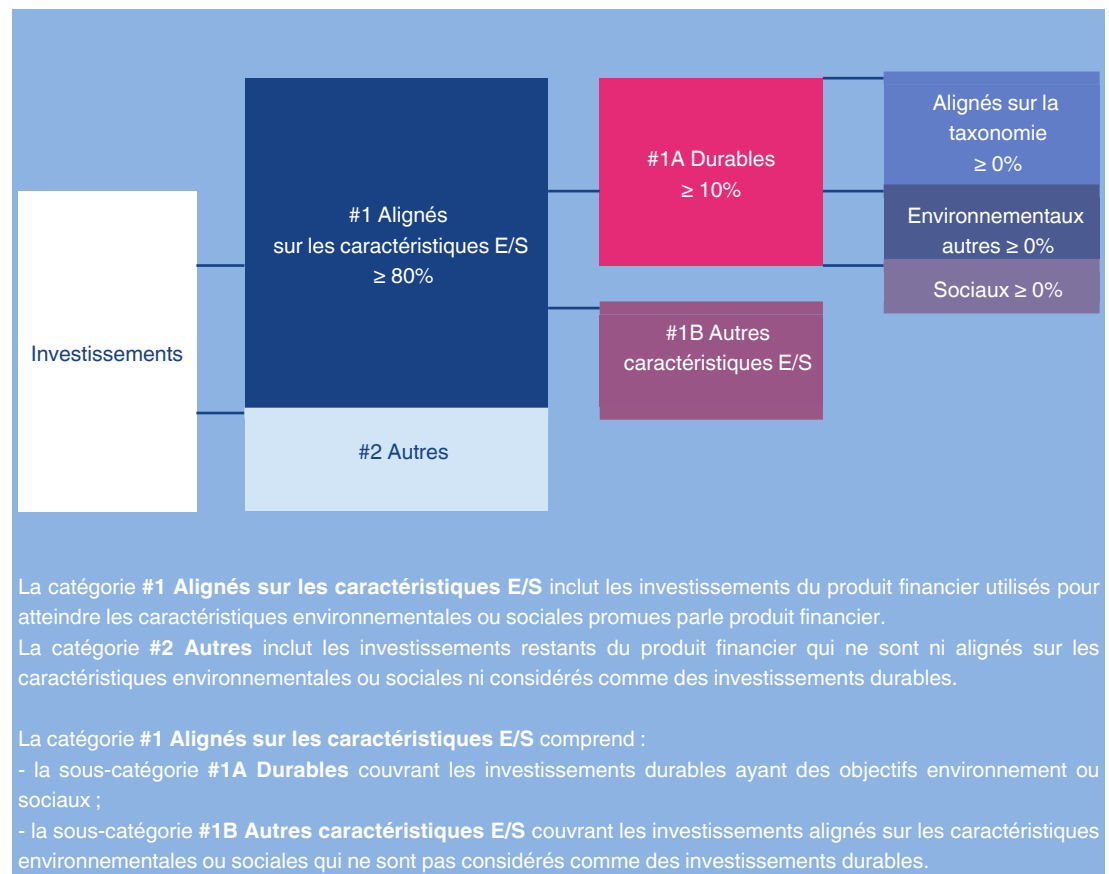 Investissements
#1 Alignés
sur les caractéristiques E/S
≥ 80%
#2 Autres
#1A Durables
≥ 10%
#1B Autres
caractéristiques E/S
Alignés sur la
taxonomie
≥ 0%
Environnementaux
autres ≥ 0%
Sociaux ≥ 0%
La catégorie #1 Alignés sur les caractéristiques E/S inclut les investissements du produit financier utilisés pour
atteindre les caractéristiques environnementales ou sociales promues parle produit financier.
La catégorie #2 Autres inclut les investissements restants du produit financier qui ne sont ni alignés sur les
caractéristiques environnementales ou sociales ni considérés comme des investissements durables.
La catégorie #1 Alignés sur les caractéristiques E/S comprend :
- la sous-catégorie #1A Durables couvrant les investissements durables ayant des objectifs environnement ou
sociaux ;
- la sous-catégorie #1B Autres caractéristiques E/S couvrant les investissements alignés sur les caractéristiques
environnementales ou sociales qui ne sont pas considérés comme des investissements durables.